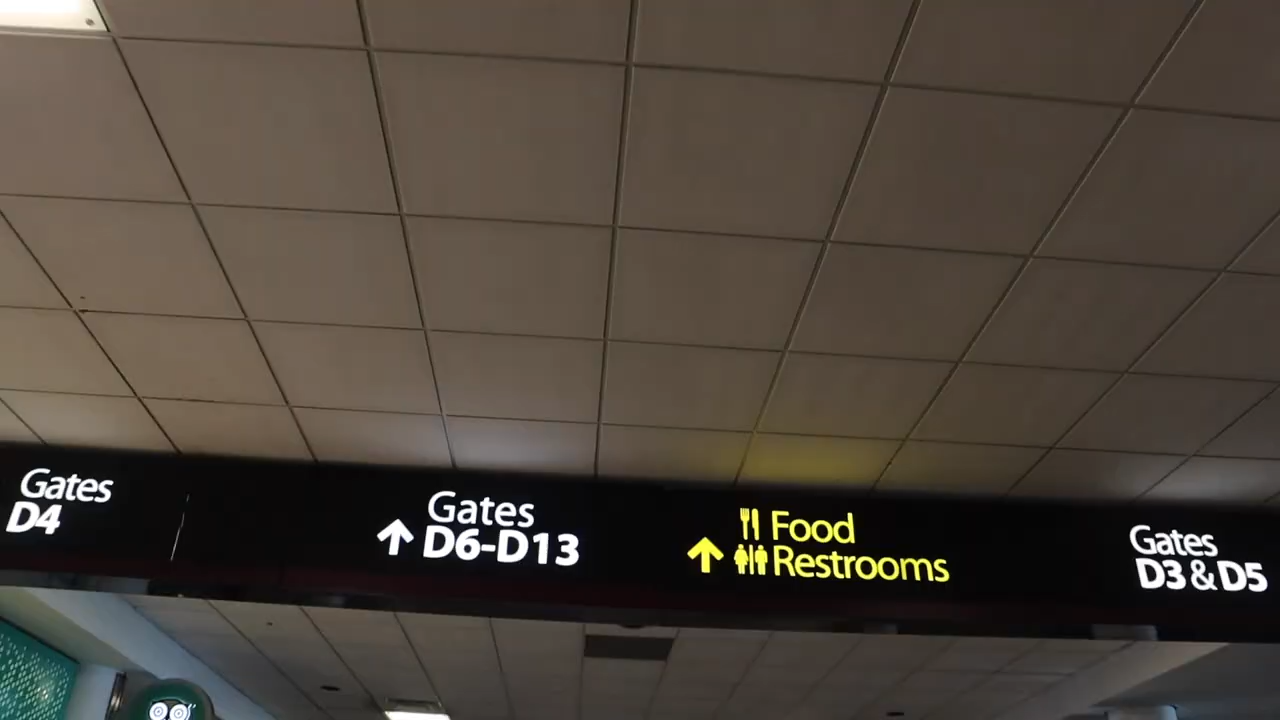 Gates
D4
Gates
D6-D13
Food
Restrooms
Gates
D3 & D5